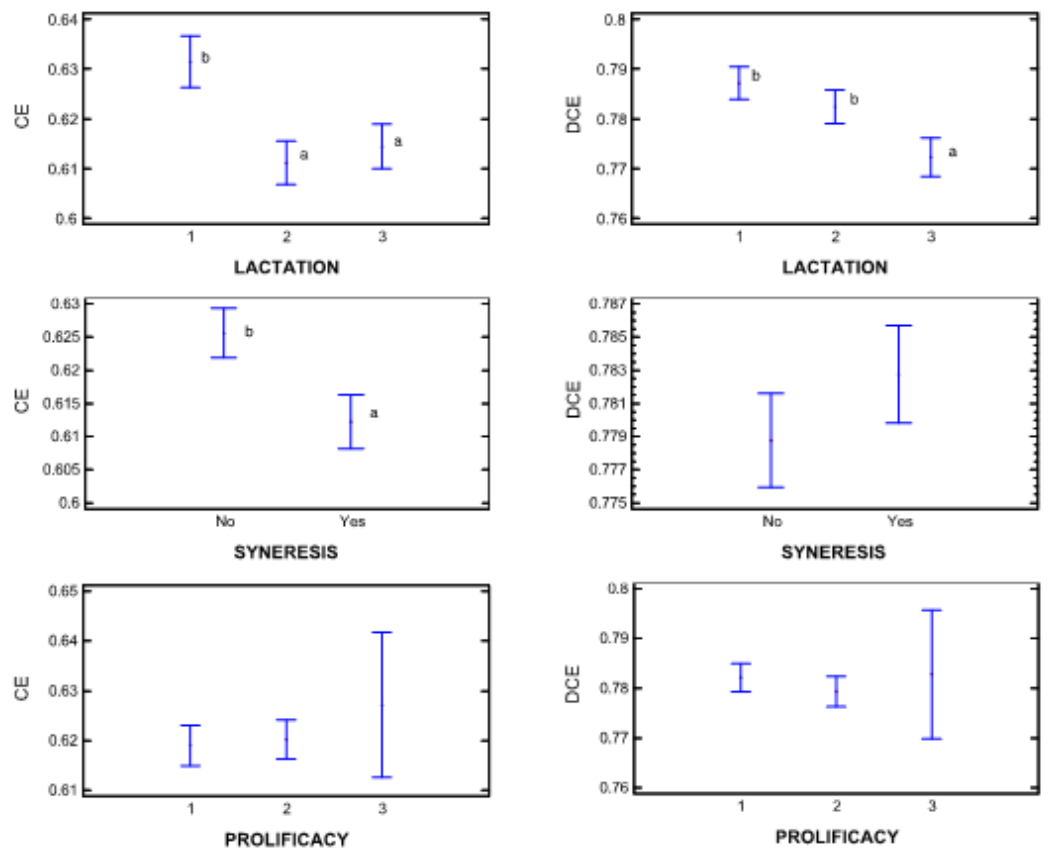 CE
0.64
0.63
0.62
0.61
0.6
b
a
a
1 2 3
LACTATION
DCE
0.8
0.79
0.78
0.77
0.76
b
b
a
1 2 3
LACTATION
CE
0.63
0.625
0.62
0.615
0.61
0.605
0.6
b
a
No Yes
SYNERESIS
DCE
0.787
0.785
0.783
0.781
0.779
0.777
0.775
No Yes
SYNERESIS
CE
0.65
0.64
0.63
0.62
0.61
1 2 3
PROLIFICACY
DCE
0.8
0.79
0.78
0.77
0.76
1 2 3
PROLIFICACY